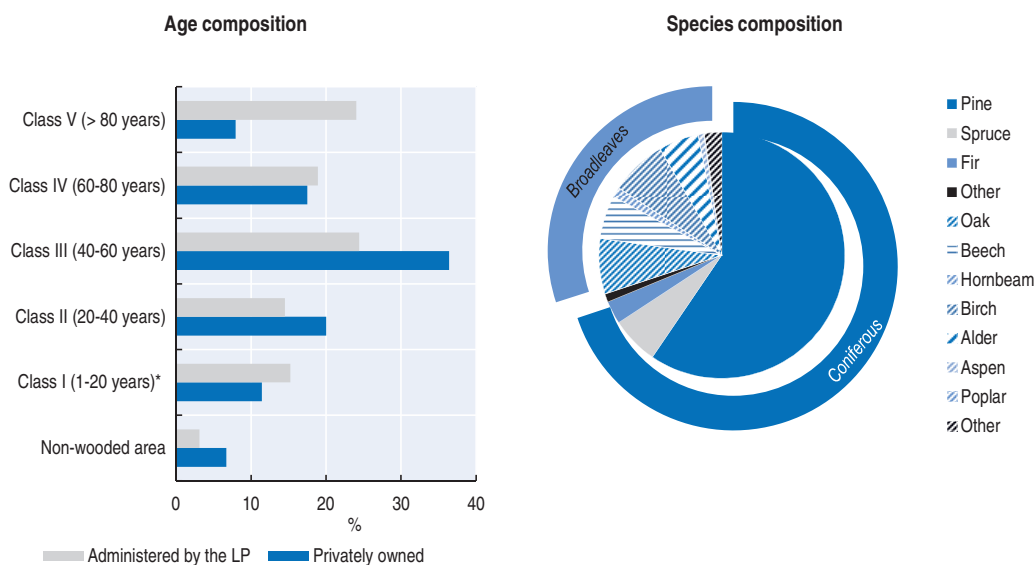 Age composition
Class V (> 80 years)
Class IV (60-80 years)
Class III (40-60 years)
Class II (20-40 years)
Class I (1-20 years)*
Non-wooded area
0 10 20 30 40
%
Administered by the LP Privately owned
Species composition
Broadleaves
Coniferous
Pine
Spruce
Fir
Other
Oak
Beech
Hornbeam
Birch
Alder
Aspen
Poplar
Other